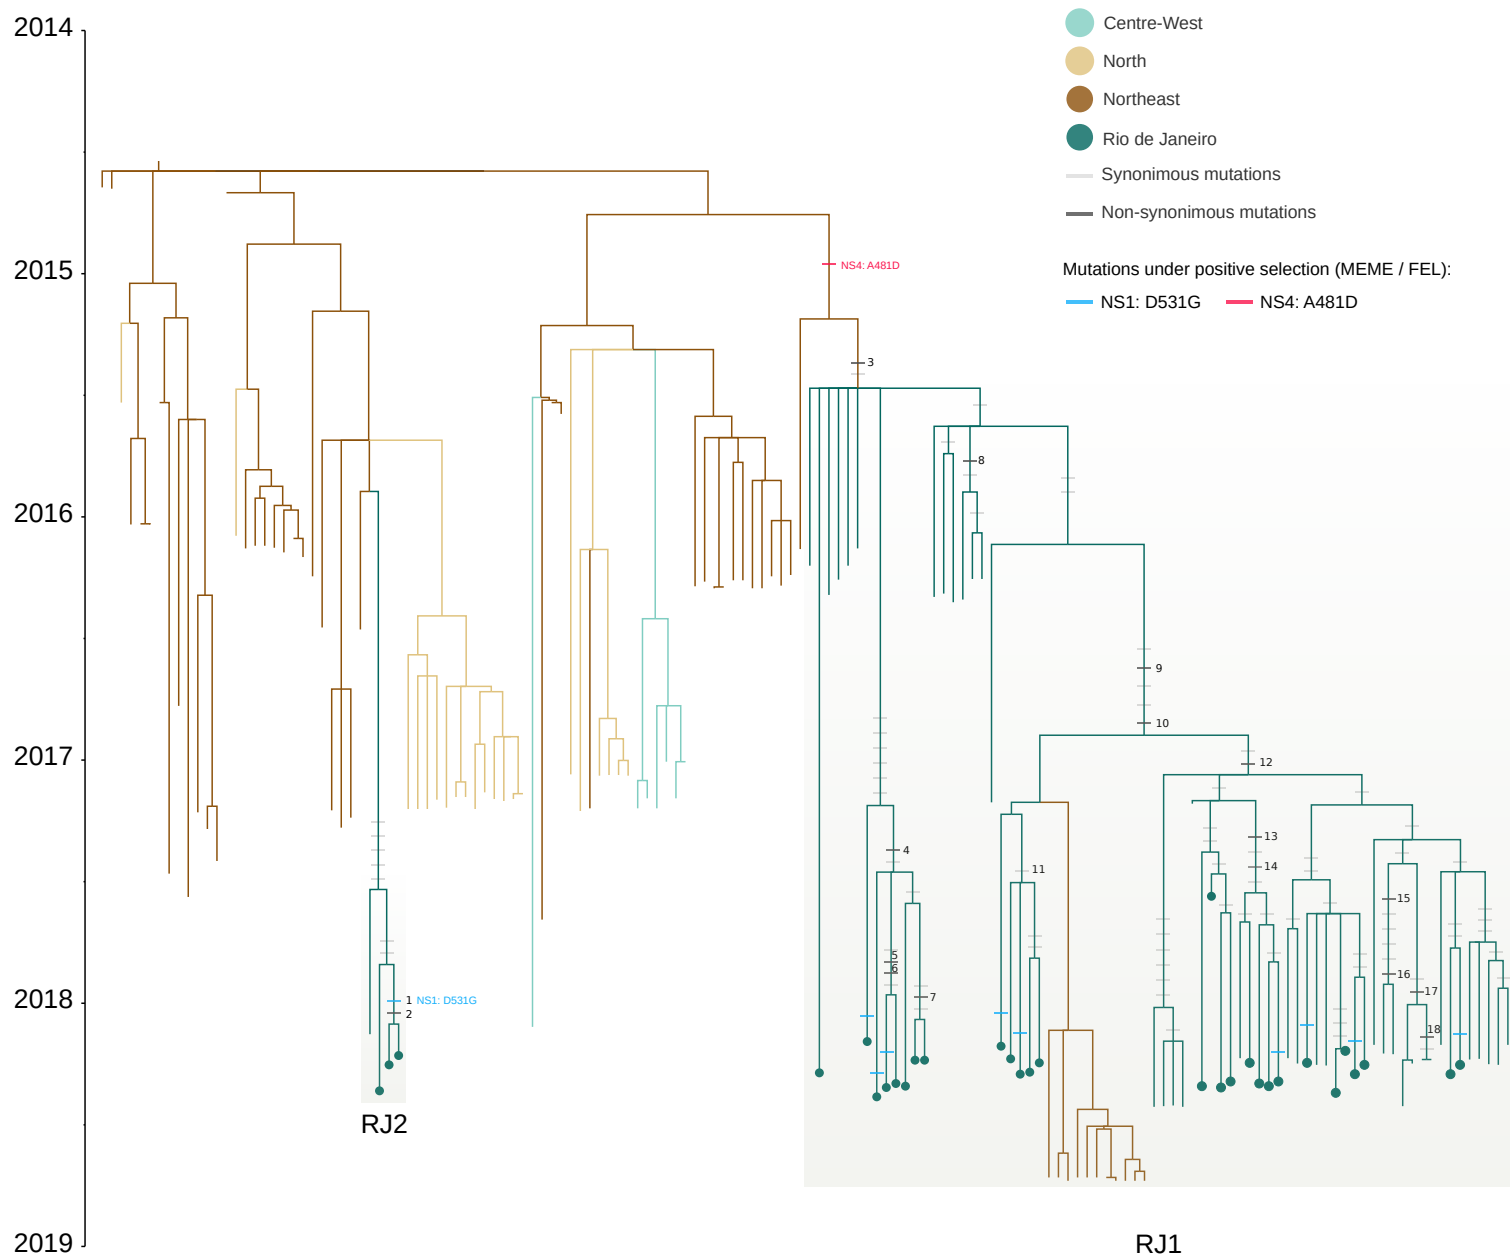 2014
Centre-West
North
Northeast
Rio de Janeiro
Synonimous mutations
Non-synonimous mutations
Mutations under positive selection (MEME / FEL):
NS1: D531G
NS4: A481D
2015
NS4: A481D
3
8
2016
9
10
2017
12
13
4
14
11
15
5
6
16
17
7
2018
1 NS1: D531G
2
18
RJ2
2019
RJ1